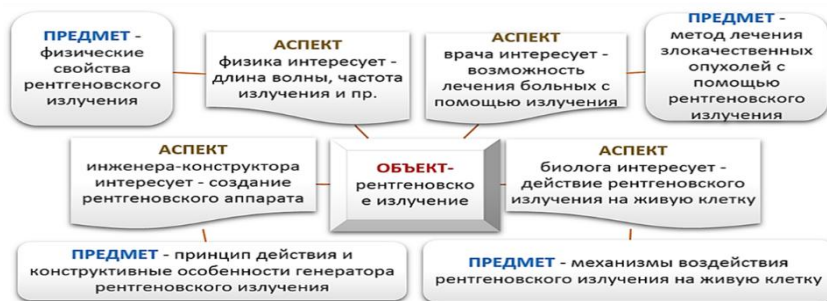 ПРЕДМЕТ -
физические
свойства
рентгеновского
излучения
АСПЕКТ
физика интересует -
длина волны, частота
излучения и пр.
АСПЕКТ
врача интересует -
возможность
лечения больных с
помощью излучения
ПРЕДМЕТ -
метод лечения
злокачественных
опухолей с
помощью
рентгеновского
излучения
АСПЕКТ
инженера-конструктора
интересует - создание
рентгеновского аппарата
ОБЪЕКТ-
рентгеновско
е излучение
АСПЕКТ
биолога интересует -
действие рентгеновского
излучения на живую клетку
ПРЕДМЕТ - принцип действия и
конструктивные особенности генератора
рентгеновского излучения
ПРЕДМЕТ - механизмы воздействия
рентгеновского излучения на живую клетку